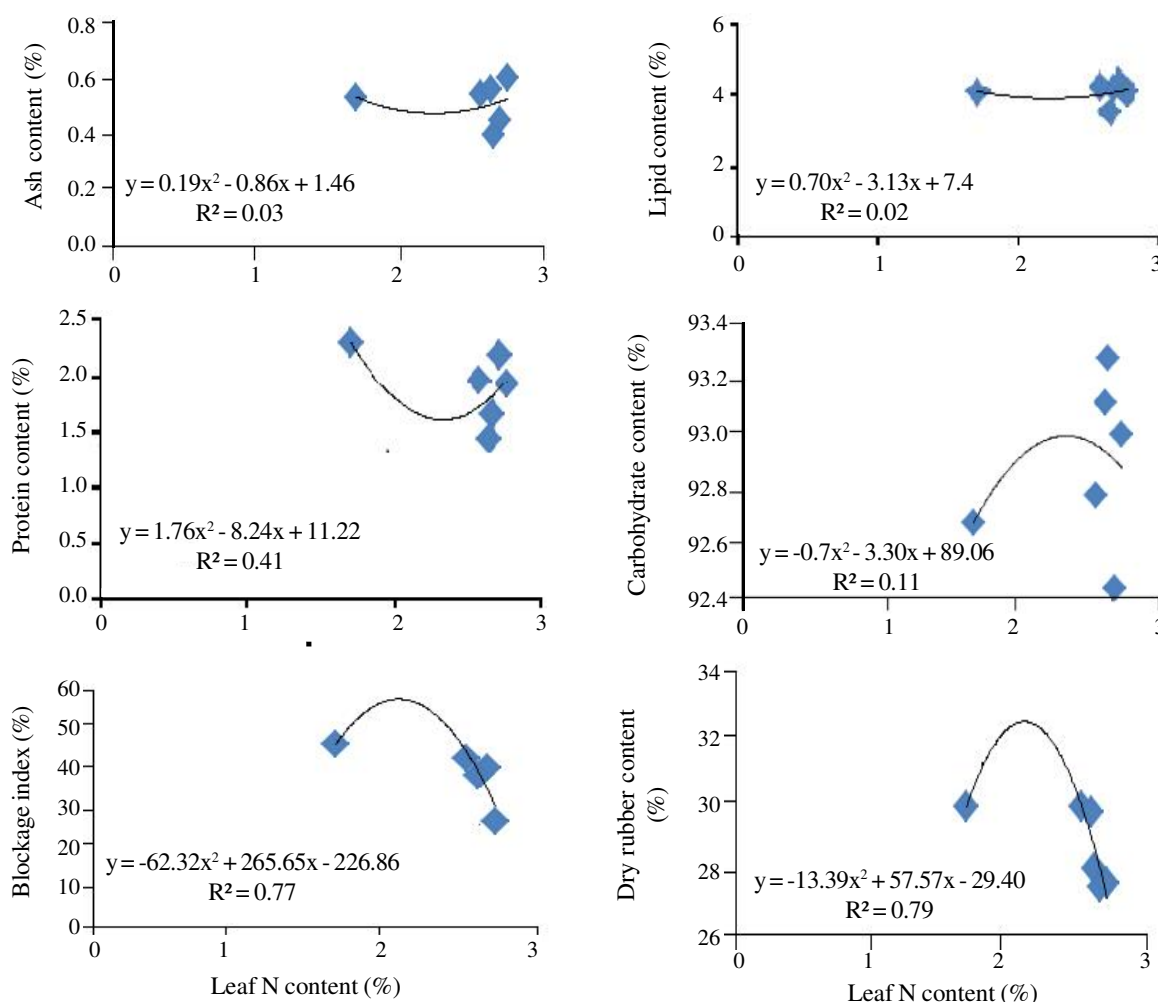 Ash content (%)
0.8
0.6
0.4
0.2
0.0
0 1 2 3
y = 0.19x² - 0.86x + 1.46
R² = 0.03
Lipid content (%)
6
4
2
0
0 1 2 3
y = 0.70x² - 3.13x + 7.4
R² = 0.02
Protein content (%)
2.5
2.0
1.5
1.0
0.5
0.0
0 1 2 3
y = 1.76x² - 8.24x + 11.22
R² = 0.41
Carbohydrate content (%)
93.4
93.2
93.0
92.8
92.6
92.4
0 1 2 3
y = -0.7x² - 3.30x + 89.06
R² = 0.11
Blockage index (%)
60
50
40
30
20
10
0
0 1 2 3
y = -62.32x² + 265.65x - 226.86
R² = 0.77
Leaf N content (%)
Dry rubber content
(%)
34
32
30
28
26
0 1 2 3
y = -13.39x² + 57.57x - 29.40
R² = 0.79
Leaf N content (%)